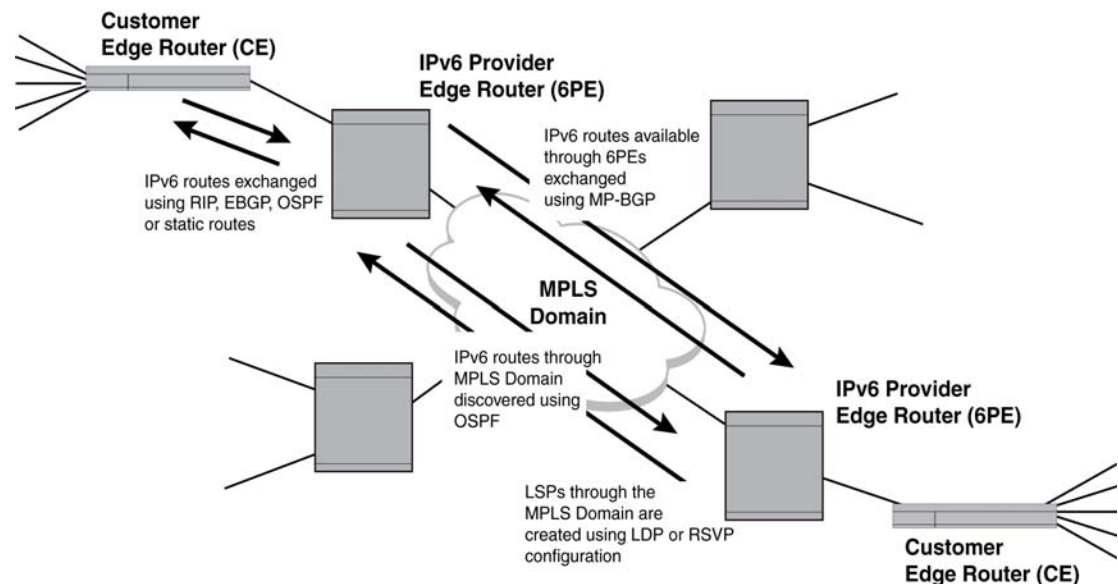 Customer
Edge Router (CE)
IPv6 Provider
Edge Router (6PE)
IPv6 routes available
through 6PEs
exchanged
using MP-BGP
IPv6 routes exchanged
using RIP, EBGP, OSPF
or static routes
MPLS
Domain
IPv6 routes through
MPLS Domain
discovered using
OSPF
IPv6 Provider
Edge Router (6PE)
LSPs through the
MPLS Domain are
created using LDP or RSVP
configuration
Customer
Edge Router (CE)